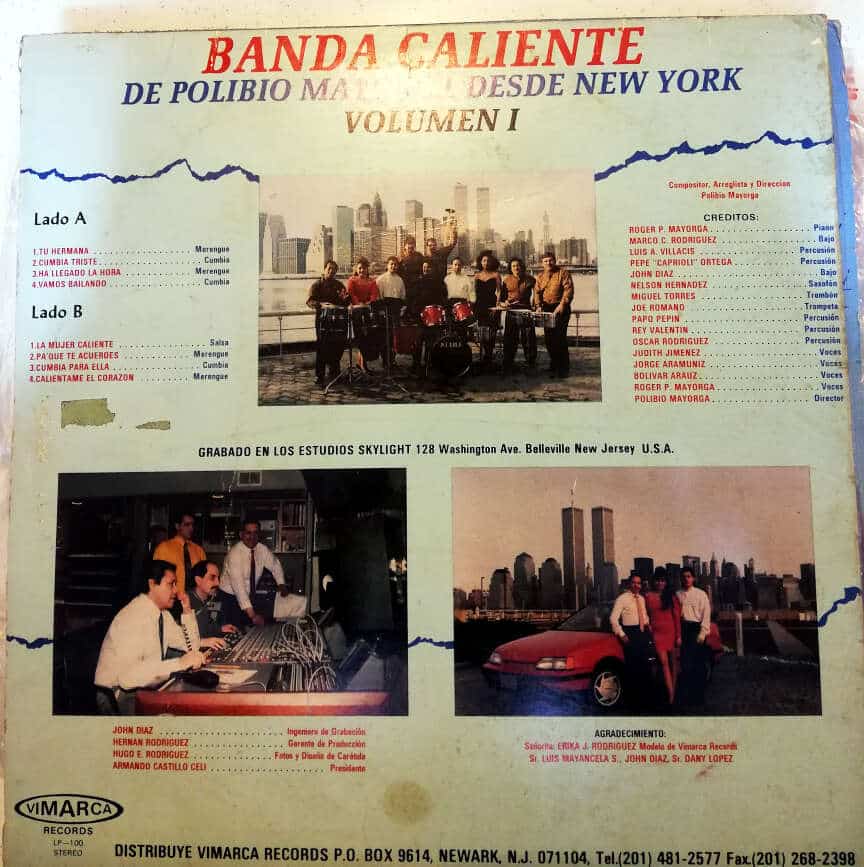 BANDA CALIENTE
DE POLIBIO DESDE NEW YORK
VOLUMEN I
Compositor, Arreglista y Direccion
Polibio Mayorga
Lado A
1.TU HERMANA . . . . . . . . . . . . . . . Merengue
2.CUMBIA TRISTE . . . . . . . . . . . . . . . Cumbia
3.HA LLEGADO LA HORA . . . . . . . . . . . Merengue
4.VAMOS BAILANDO . . . . . . . . . . . . . Cumbia
Lado B
1.LA MUJER CALIENTE . . . . . . . . . . . . . Salsa
2.PA'QUE TE ACUERDES . . . . . . . . . . Merengue
3.CUMBIA PARA ELLA . . . . . . . . . . . . Cumbia
4.CALIENTAME EL CORAZON . . . . . . . . Merengue
CREDITOS:
ROGER P. MAYORGA . . . . . . . . . . . . . Piano
MARCO C. RODRIGUEZ . . . . . . . . . . . . Bajo
LUIS A. VILLACIS . . . . . . . . . . . . Percusión
PEPE "CAPRIOLI" ORTEGA . . . . . . . . Percusión
JOHN DIAZ . . . . . . . . . . . . . . . . . Bajo
NELSON HERNADEZ . . . . . . . . . . . . Saxofón
MIGUEL TORRES . . . . . . . . . . . . . Trombón
JOE ROMANO . . . . . . . . . . . . . . Trompeta
PAPO PEPIN . . . . . . . . . . . . . . Percusión
REY VALENTIN . . . . . . . . . . . . . Percusión
OSCAR RODRIGUEZ . . . . . . . . . . . Percusión
JUDITH JIMENEZ . . . . . . . . . . . . . . Voces
JORGE ARAMUNIZ . . . . . . . . . . . . . Voces
BOLIVAR ARAUZ . . . . . . . . . . . . . . Voces
ROGER P. MAYORGA . . . . . . . . . . . . Voces
POLIBIO MAYORGA . . . . . . . . . . . . Director
GRABADO EN LOS ESTUDIOS SKYLIGHT 128 Washington Ave. Belleville New Jersey U.S.A.
JOHN DIAZ . . . . . . . . . . . . . . . Ingeniero de Grabación
HERNAN RODRIGUEZ . . . . . . . . . . . Gerente de Producción
HUGO E. RODRIGUEZ . . . . . . . . . Fotos y Diseño de Carátula
ARMANDO CASTILLO CELI . . . . . . . . . . . . . Presidente
AGRADECIMIENTO:
Señorita: ERIKA J. RODRIGUEZ Modelo de Vimarca Records
Sr. LUIS MAYANCELA S., JOHN DIAZ, Sr. DANY LOPEZ
VIMARCA
RECORDS
LP-100
STEREO
DISTRIBUYE VIMARCA RECORDS P.O. BOX 9614, NEWARK, N.J. 071104, Tel.(201) 481-2577 Fax.(201) 268-2398